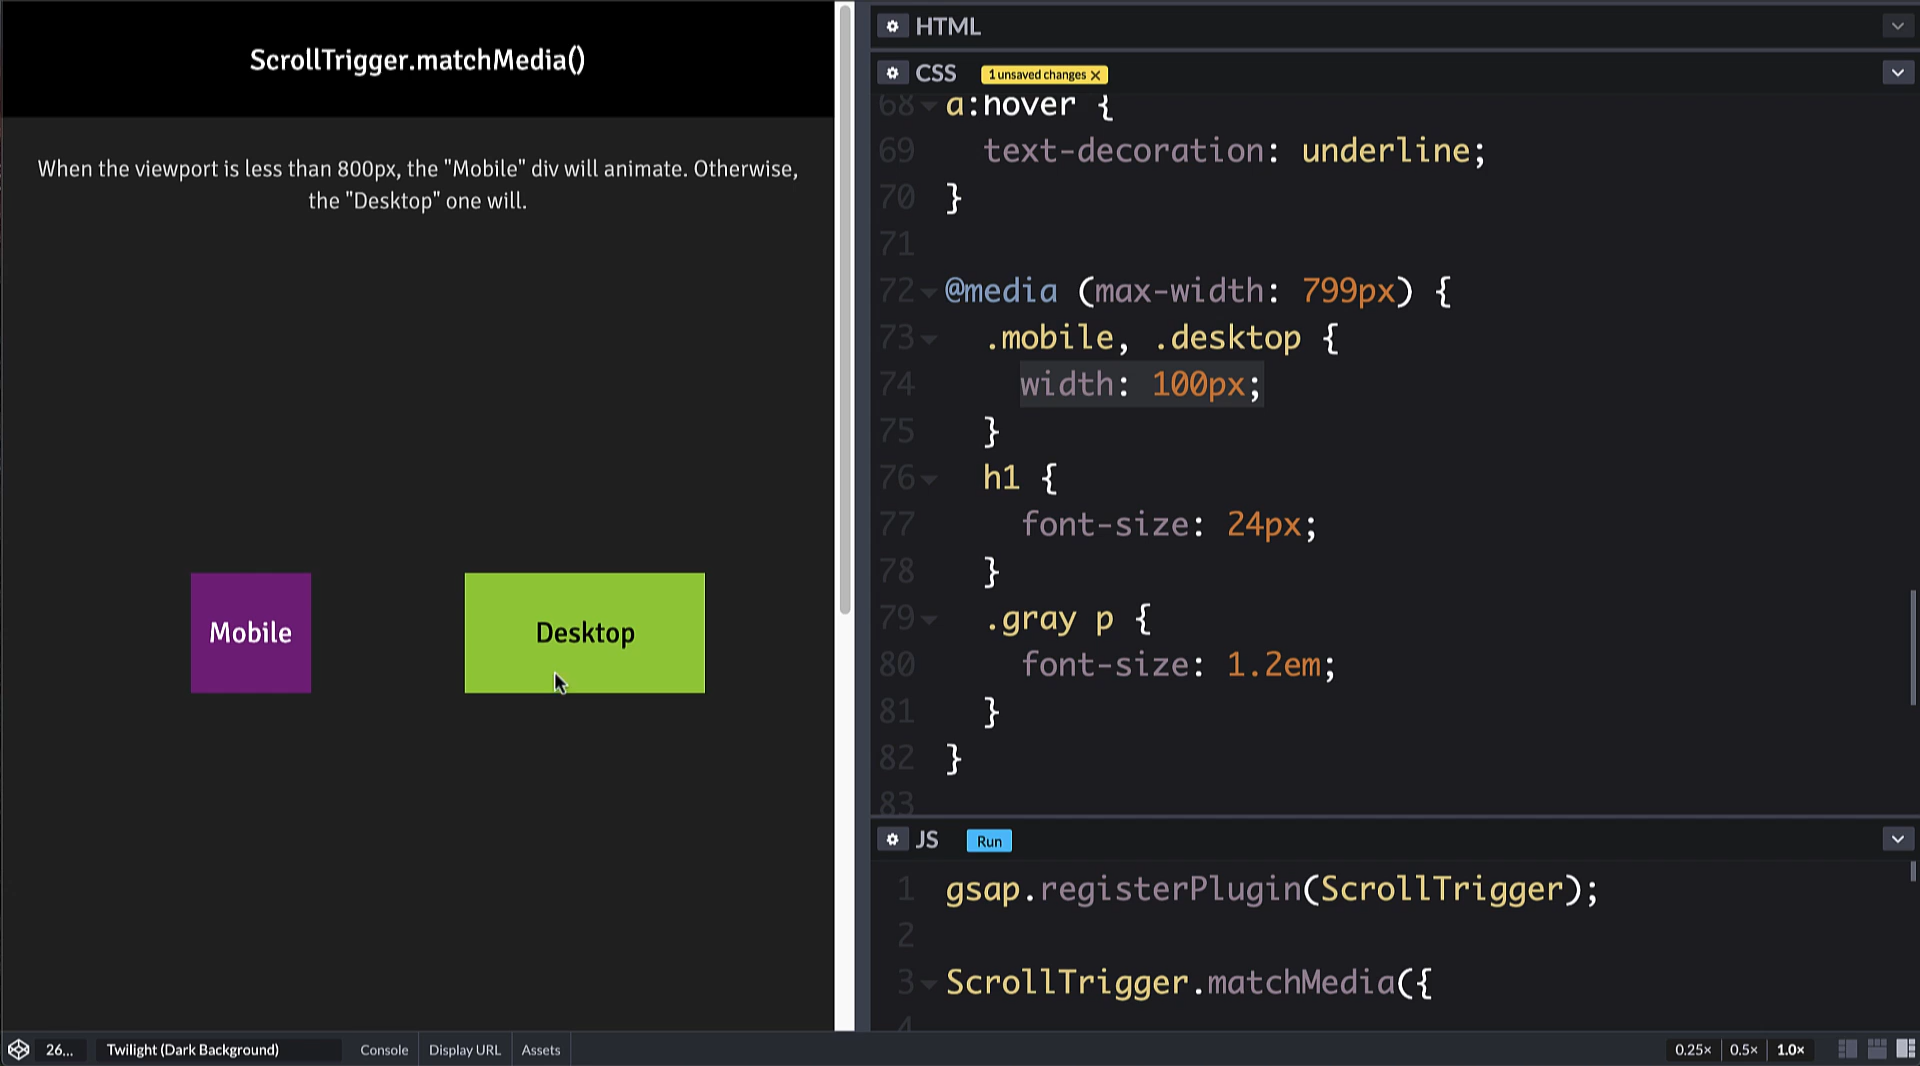 ScrollTrigger.matchMedia()
When the viewport is less than 800px, the "Mobile" div will animate. Otherwise,
the "Desktop" one will.
Mobile
Desktop
HTML
CSS 1 unsaved changes ×
68 a:hover {
69 text-decoration: underline;
70 }
71
72 @media (max-width: 799px) {
73 .mobile, .desktop {
74 width: 100px;
75 }
76 h1 {
77 font-size: 24px;
78 }
79 .gray p {
80 font-size: 1.2em;
81 }
82 }
83
JS Run
1 gsap.registerPlugin(ScrollTrigger);
2
3 ScrollTrigger.matchMedia({
4
26... Twilight (Dark Background) Console Display URL Assets 0.25× 0.5× 1.0×